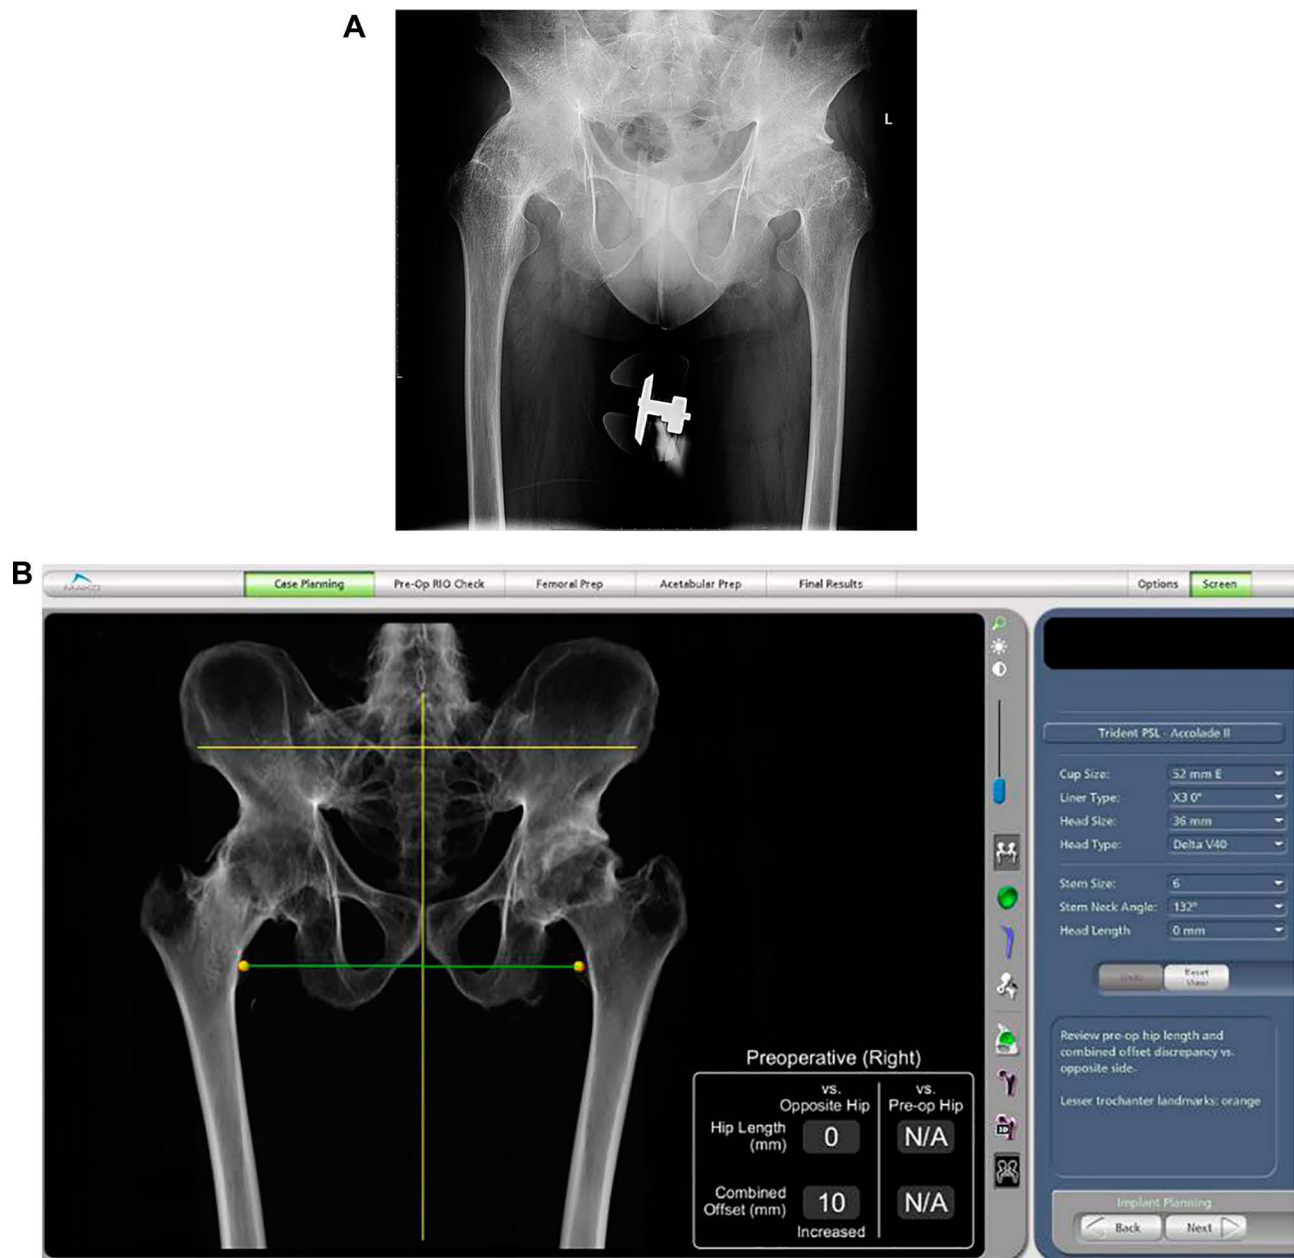 A
L
B
MAKO
Case Planning
Pre-Op RIO Check
Femoral Prep
Acetabular Prep
Final Results
Options
Screen
Trident PSL - Accolade II
Cup Size: 52 mm E
Liner Type: X3 0°
Head Size: 36 mm
Head Type: Delta V40
Stem Size: 6
Stem Neck Angle: 132°
Head Length 0 mm
Undo
Reset
View
Review pre-op hip length and
combined offset discrepancy vs.
opposite side.
Lesser trochanter landmarks: orange
Preoperative (Right)
vs.
Opposite Hip
vs.
Pre-op Hip
Hip Length
(mm)
0
N/A
Combined
Offset (mm)
10
N/A
Increased
3D
Implant Planning
Back
Next